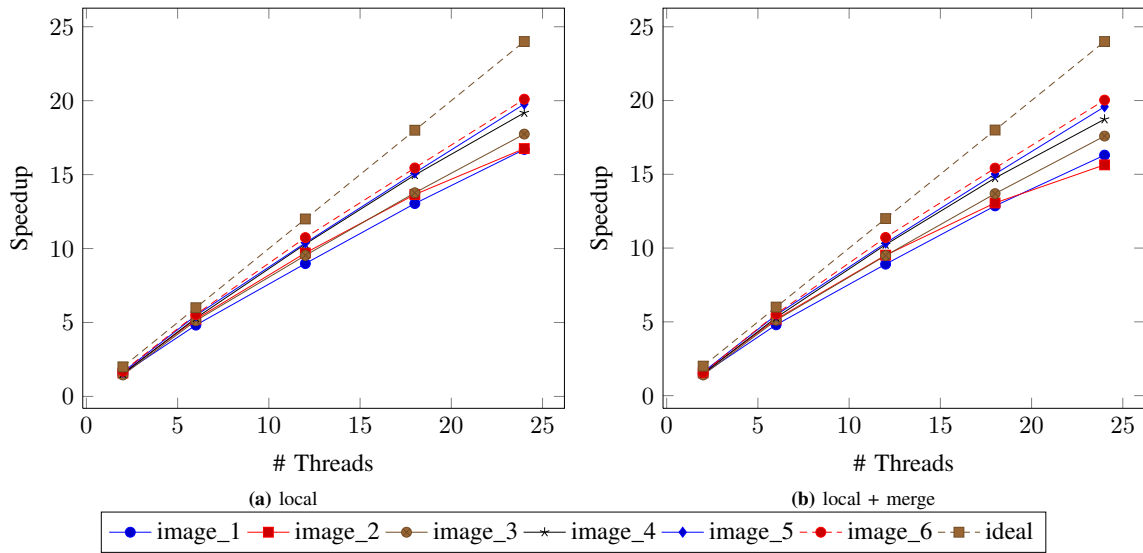 25
20
15
10
5
0
Speedup
0 5 10 15 20 25
# Threads
(a) local
25
20
15
10
5
0
Speedup
0 5 10 15 20 25
# Threads
(b) local + merge
image_1 image_2 image_3 image_4 image_5 image_6 ideal